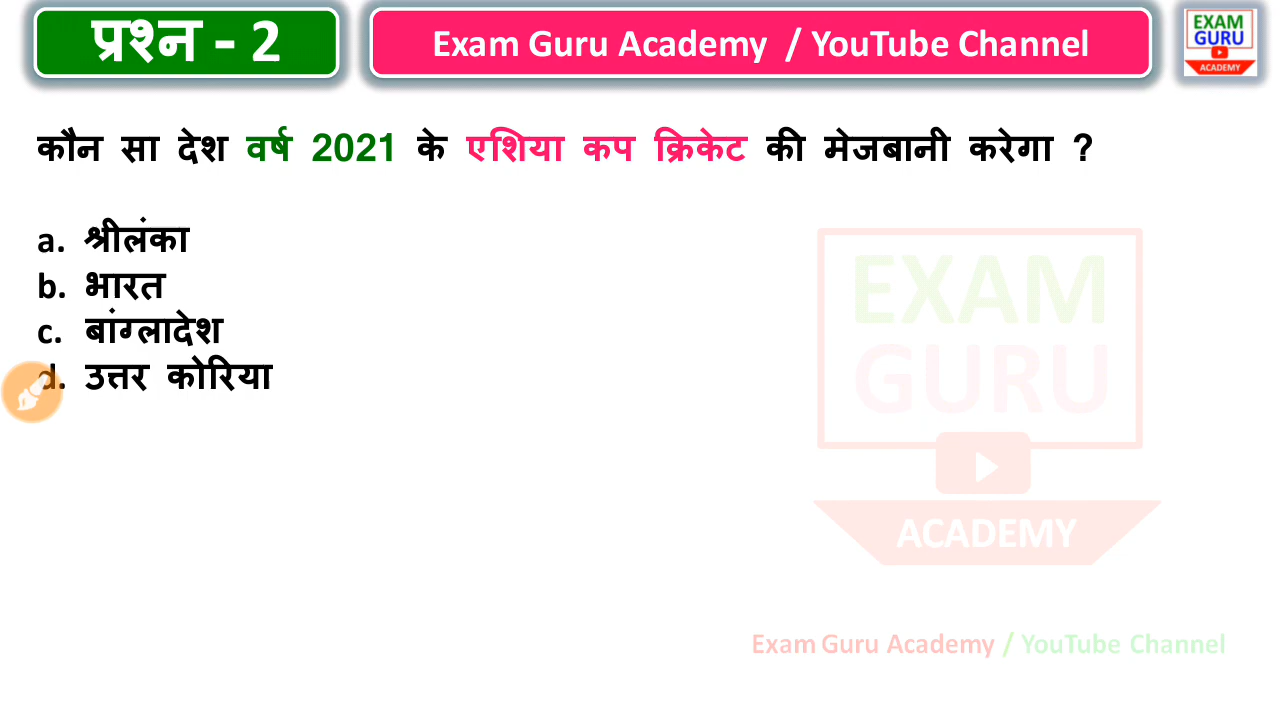 प्रश्न - 2
Exam Guru Academy / YouTube Channel
EXAM
GURU
ACADEMY
कौन सा देश वर्ष 2021 के एशिया कप क्रिकेट की मेजबानी करेगा ?
a. श्रीलंका
b. भारत
c. बांग्लादेश
d. उत्तर कोरिया
EXAM
GURU
ACADEMY
Exam Guru Academy / YouTube Channel